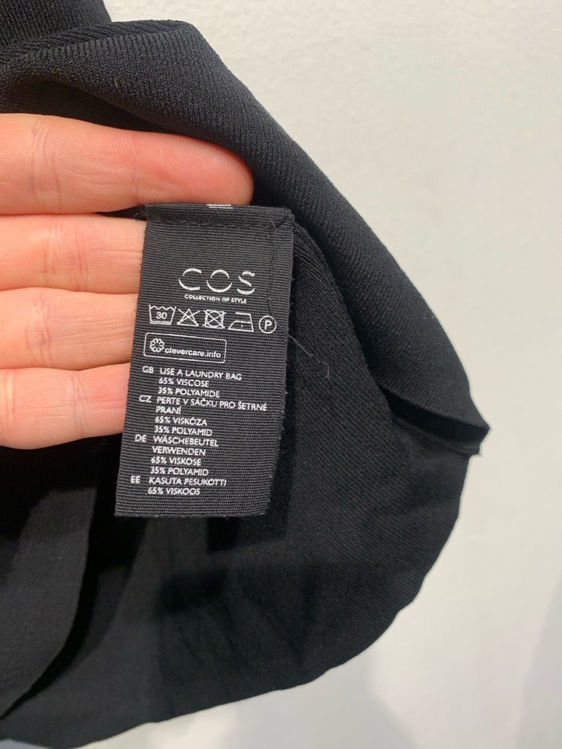 COS
COLLECTION OF STYLE
30 P
clevercare.info
GB USE A LAUNDRY BAG
65% VISCOSE
35% POLYAMIDE
CZ PERTE V SÁČKU PRO ŠETRNÉ
PRANÍ
65% VISKÓZA
35% POLYAMID
DE WÄSCHEBEUTEL
VERWENDEN
65% VISKOSE
35% POLYAMID
EE KASUTA PESUKOTTI
65% VISKOOS